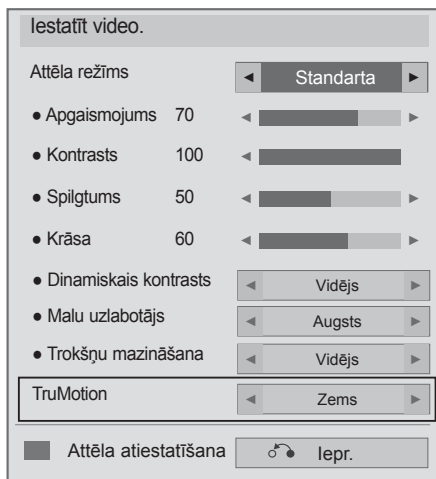 Iestatīt video.
Attēla režīms ◄ Standarta ►
● Apgaismojums 70 ◄ ►
● Kontrasts 100 ◄
● Spilgtums 50 ◄ ►
● Krāsa 60 ◄ ►
● Dinamiskais kontrasts ◄ Vidējs ►
● Malu uzlabotājs ◄ Augsts ►
● Trokšņu mazināšana ◄ Vidējs ►
TruMotion ◄ Zems ►
Attēla atiestatīšana Iepr.